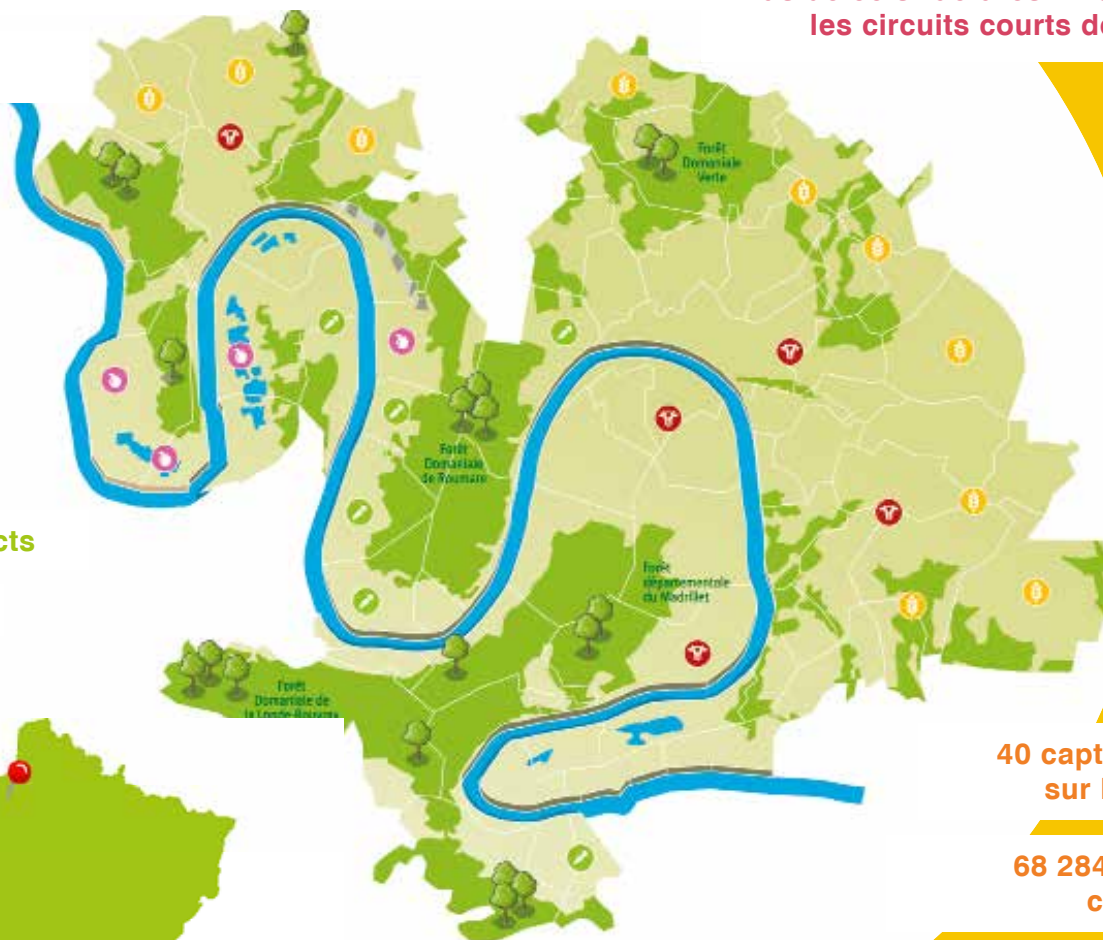 les circuits courts de
Forêt
Domaniale
Verte
Forêt
Domaniale
de Roumare
cts
Forêt
départementale
du Madrillet
Forêt
Domaniale de
la Londe-Rouvray
40 capt
sur l
68 284
c